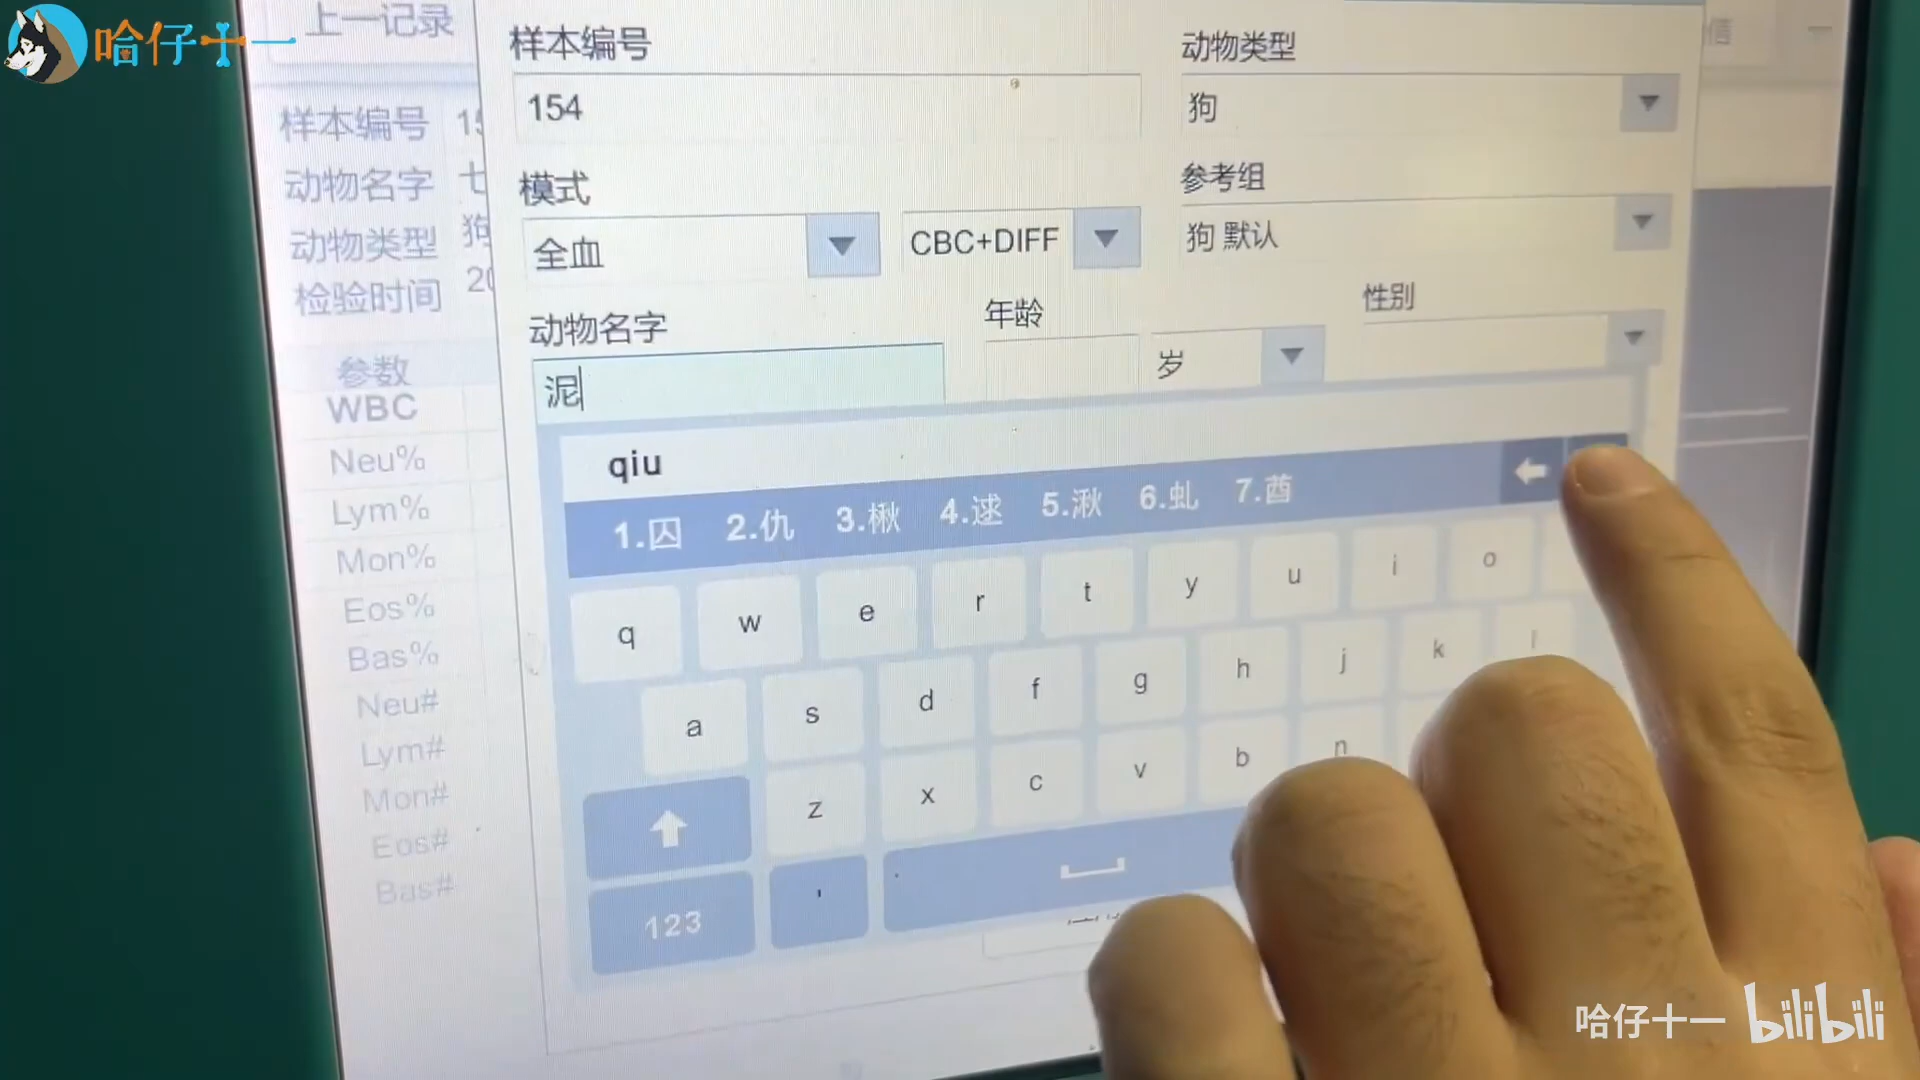 哈仔十一
上一记录
样本编号
154
动物类型
狗
模式
全血
CBC+DIFF
参考组
狗 默认
动物名字
泥
年龄
岁
性别
样本编号 15
动物名字 七
动物类型 狗
检验时间 20
参数
WBC
Neu%
Lym%
Mon%
Eos%
Bas%
Neu#
Lym#
Mon#
Eos#
Bas#
qiu
1.囚 2.仇 3.楸 4.逑 5.湫 6.虬 7.酋
q w e r t y u i o
a s d f g h j k l
z x c v b n
123 '
哈仔十一 bilibili